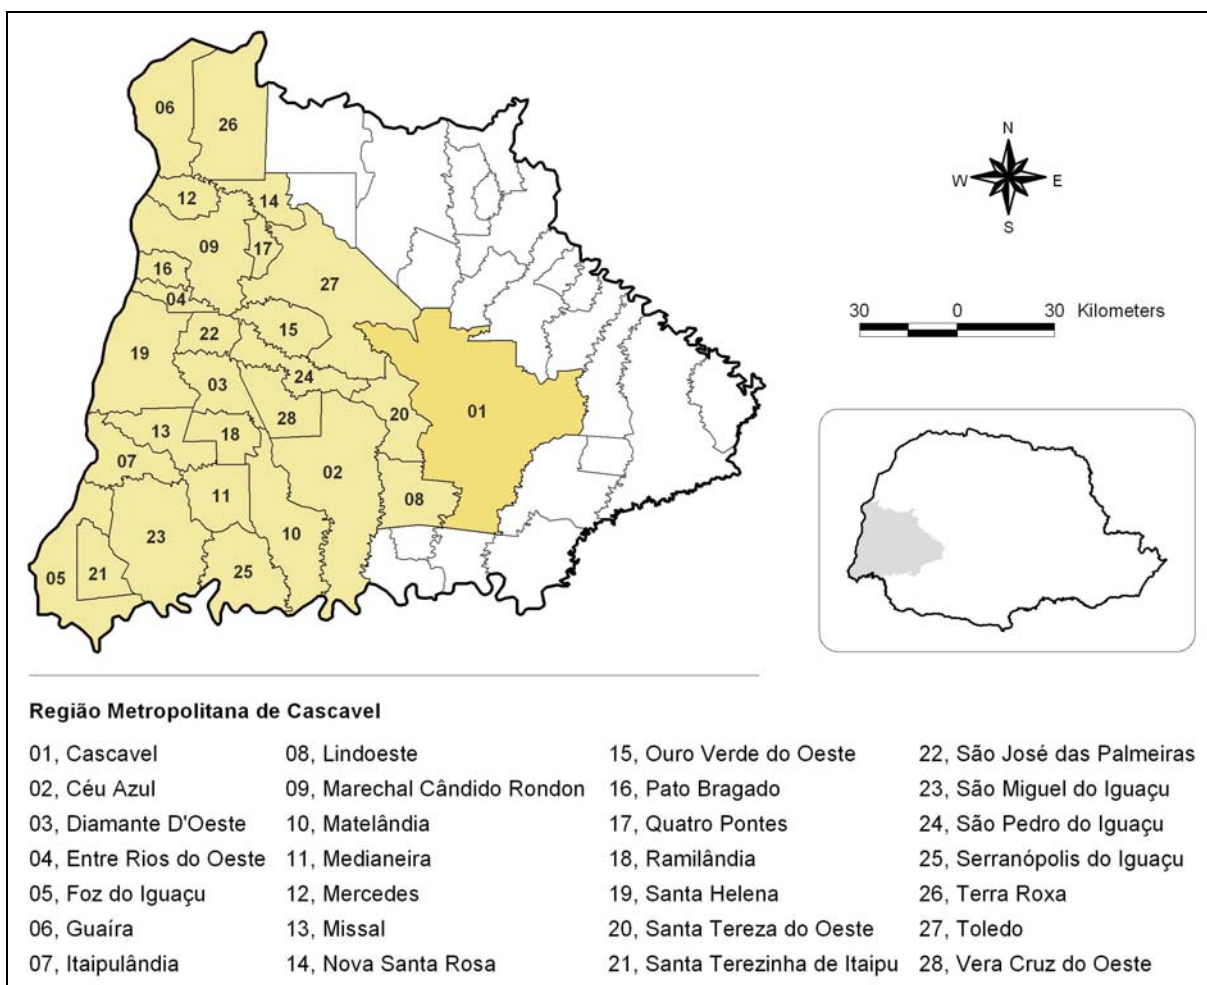 06
26
N
W E
S
12
14
09
17
16
27
04
30 0 30 Kilometers
22
15
19
03
24
01
28
20
13
18
07
02
11
08
10
23
05
21
25
Região Metropolitana de Cascavel
01, Cascavel
02, Céu Azul
03, Diamante D'Oeste
04, Entre Rios do Oeste
05, Foz do Iguaçu
06, Guaíra
07, Itaipulândia
08, Lindoeste
09, Marechal Cândido Rondon
10, Matelândia
11, Medianeira
12, Mercedes
13, Missal
14, Nova Santa Rosa
15, Ouro Verde do Oeste
16, Pato Bragado
17, Quatro Pontes
18, Ramilândia
19, Santa Helena
20, Santa Tereza do Oeste
21, Santa Terezinha de Itaipu
22, São José das Palmeiras
23, São Miguel do Iguaçu
24, São Pedro do Iguaçu
25, Serranópolis do Iguaçu
26, Terra Roxa
27, Toledo
28, Vera Cruz do Oeste